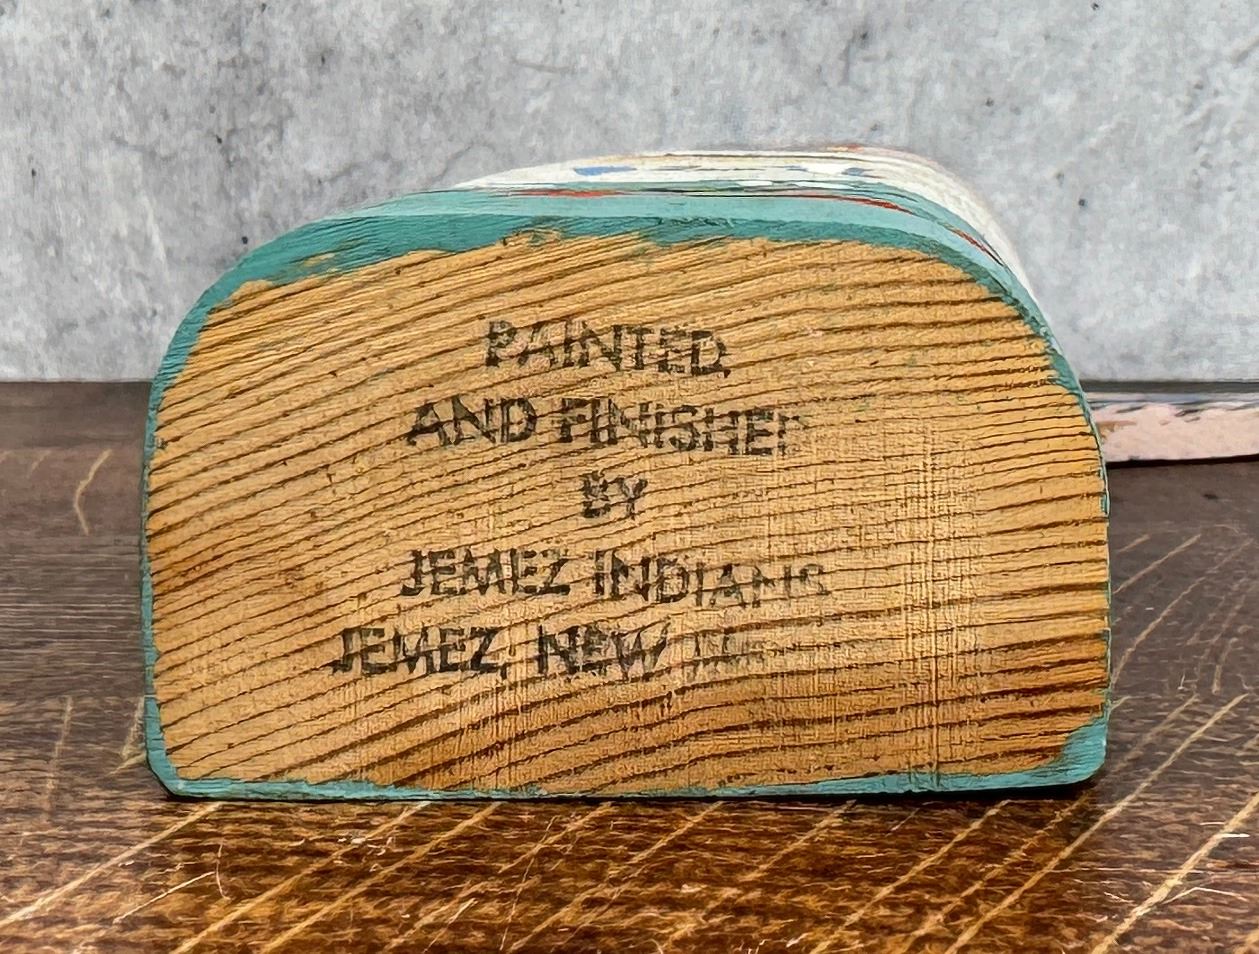 PAINTED
AND FINISHED
BY
JEMEZ INDIANS
JEMEZ, NEW